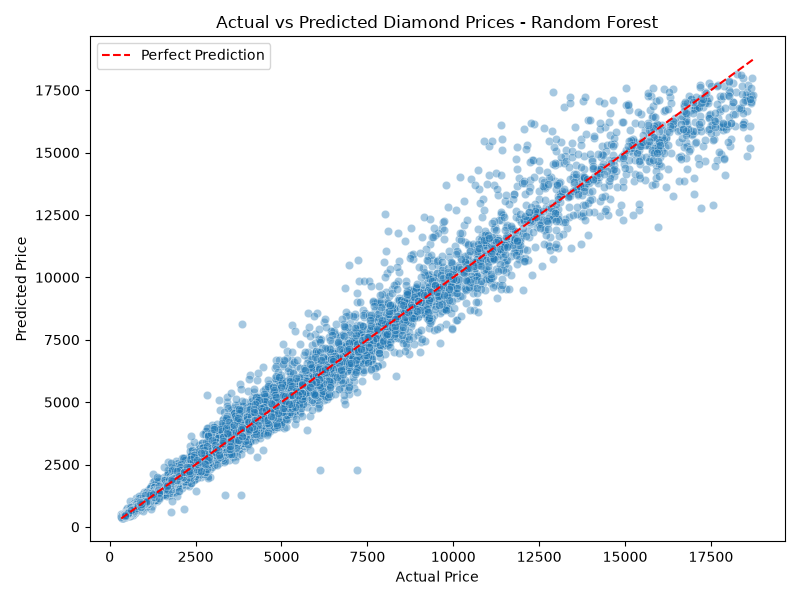 Actual vs Predicted Diamond Prices - Random Forest
Perfect Prediction
17500
15000
12500
10000
7500
5000
2500
0
Predicted Price
0 2500 5000 7500 10000 12500 15000 17500
Actual Price